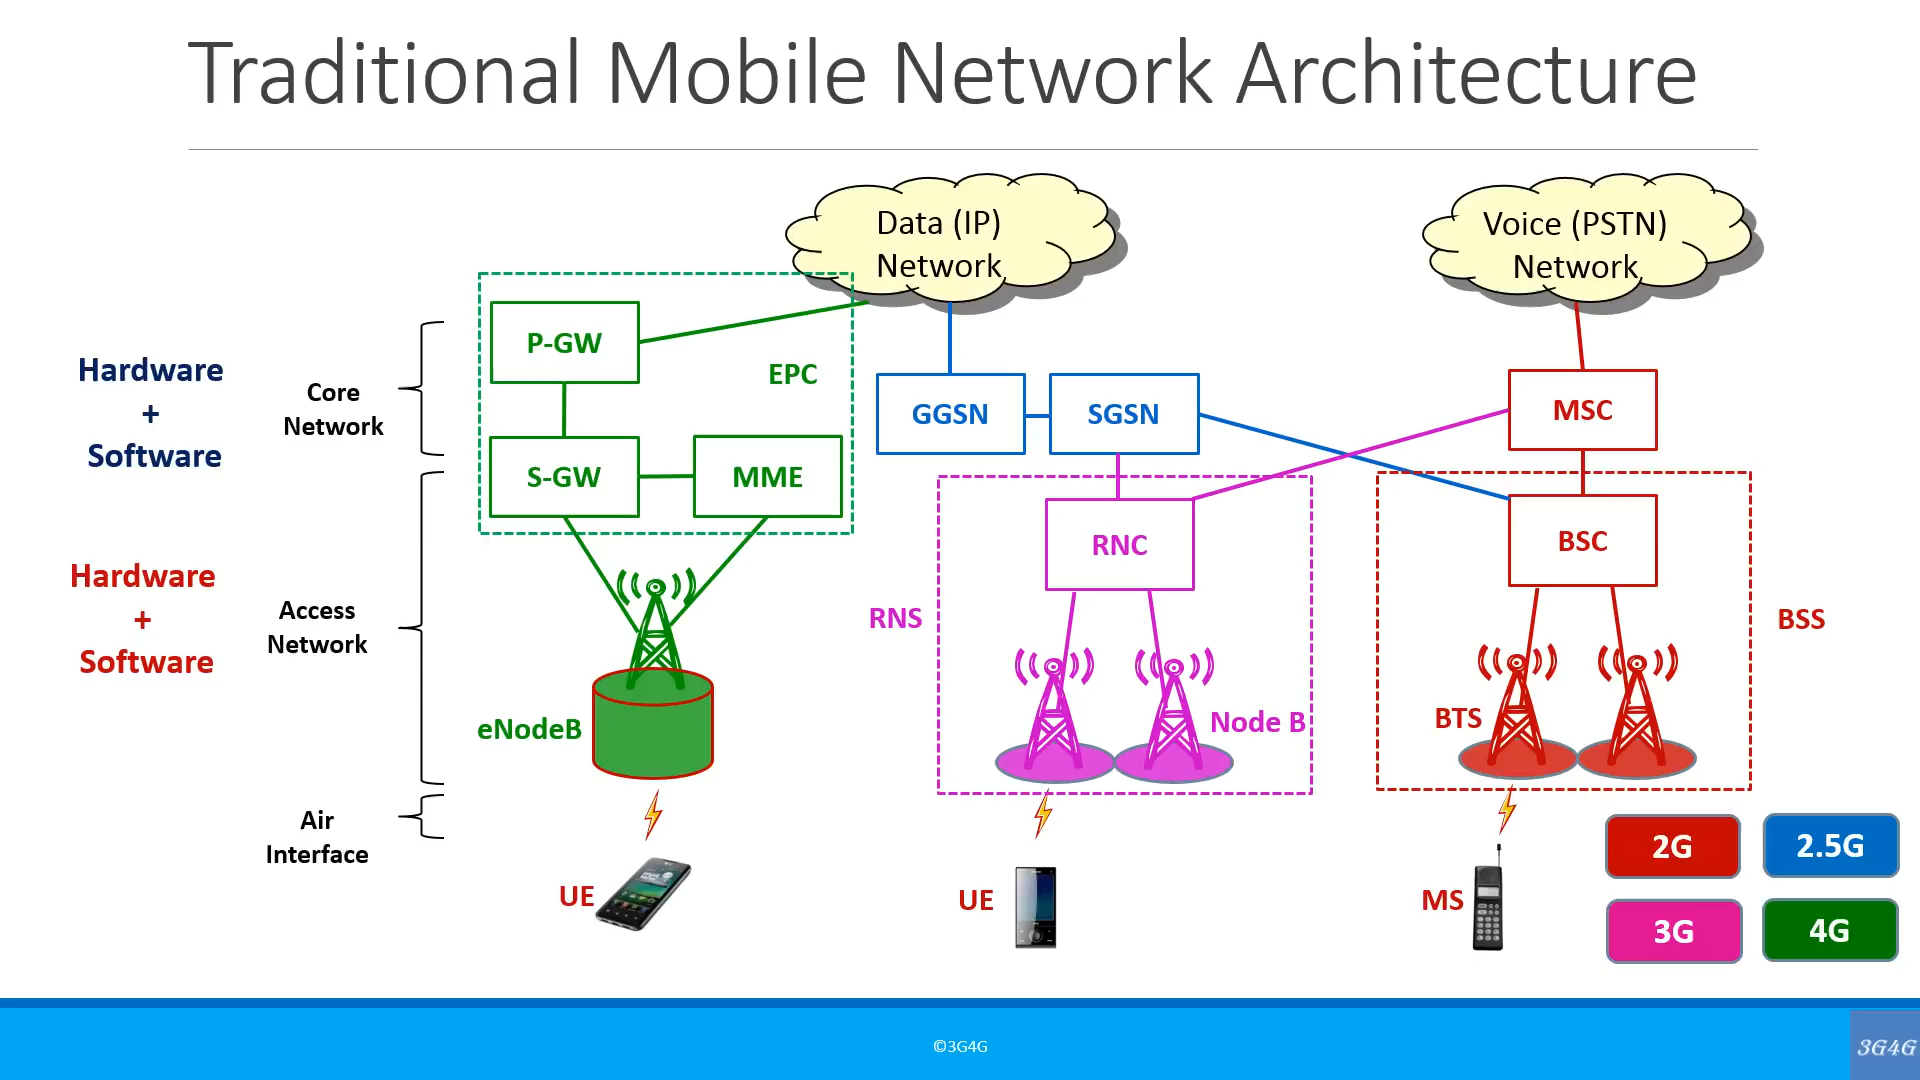 Traditional Mobile Network Architecture
Data (IP)
Network
Voice (PSTN)
Network
P-GW
EPC
S-GW
MME
GGSN
SGSN
MSC
Hardware
+
Software
Core
Network
RNC
BSC
Hardware
+
Software
Access
Network
RNS
BSS
eNodeB
Node B
BTS
Air
Interface
UE
UE
MS
2G
2.5G
3G
4G
©3G4G
3G4G